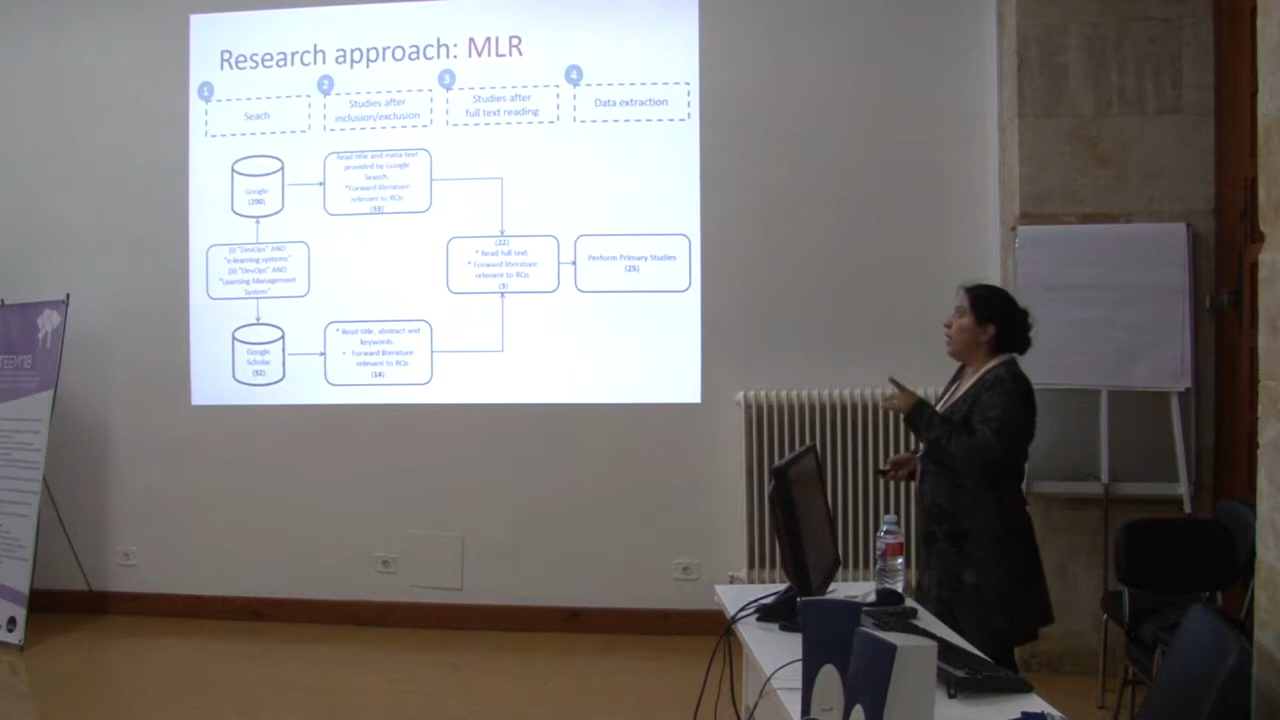 Research approach: MLR
1
Seach
2
Studies after
inclusion/exclusion
3
Studies after
full text reading
4
Data extraction
Google
(200)
Read title and meta-text
provided by Google
Search.
*Forward literature
relevant to RQs
(33)
(i) "DevOps" AND
"e-learning systems"
(ii) "DevOps" AND
"Learning Management
System"
(22)
* Read full text
* Forward literature
relevant to RQs
(3)
Perform Primary Studies
(25)
Google
Scholar
(32)
* Read title, abstract and
keywords.
• Forward literature
relevant to RQs
(14)